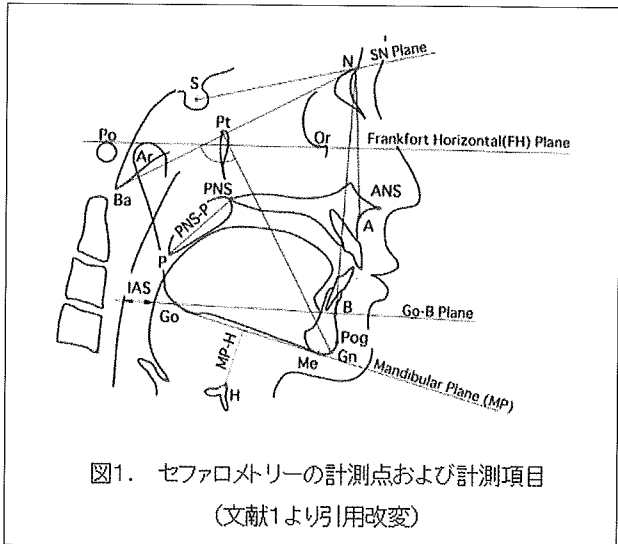 N
SN Plane
S
Pt
Po
Or
Frankfort Horizontal(FH) Plane
Ar
Ba
PNS
ANS
PNS-P
A
P
IAS
B
Go-B Plane
Go
Pog
MP-H
Me
Gn
Mandibular Plane (MP)
H
図1. セファロメトリーの計測点および計測項目
(文献1より引用改変)